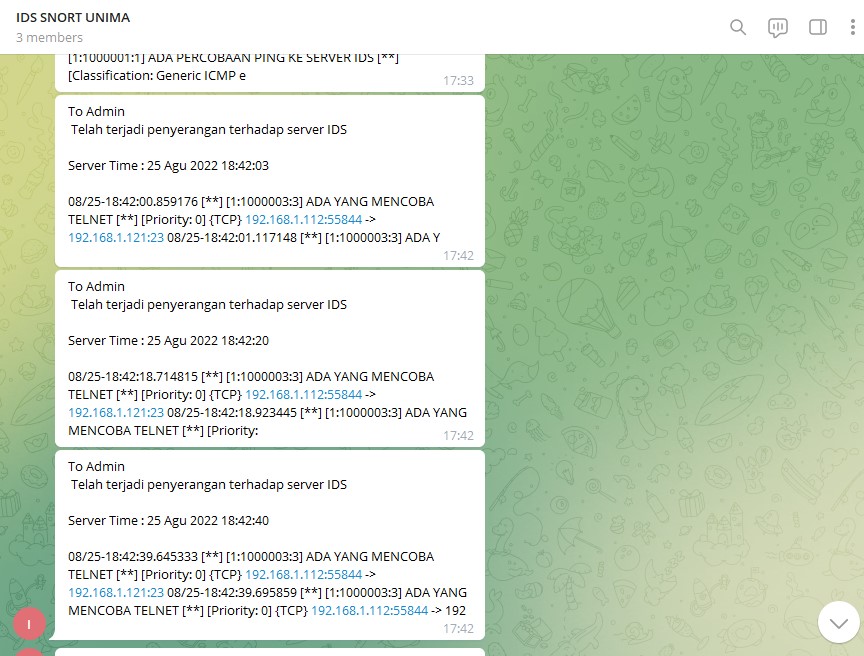 IDS SNORT UNIMA
3 members
[1:1000001:1] ADA PERCOBAAN PING KE SERVER IDS [**]
[Classification: Generic ICMP e
17:33
To Admin
Telah terjadi penyerangan terhadap server IDS
Server Time : 25 Agu 2022 18:42:03
08/25-18:42:00.859176 [**] [1:1000003:3] ADA YANG MENCOBA
TELNET [**] [Priority: 0] {TCP} 192.168.1.112:55844 ->
192.168.1.121:23 08/25-18:42:01.117148 [**] [1:1000003:3] ADA Y
17:42
To Admin
Telah terjadi penyerangan terhadap server IDS
Server Time : 25 Agu 2022 18:42:20
08/25-18:42:18.714815 [**] [1:1000003:3] ADA YANG MENCOBA
TELNET [**] [Priority: 0] {TCP} 192.168.1.112:55844 ->
192.168.1.121:23 08/25-18:42:18.923445 [**] [1:1000003:3] ADA YANG
MENCOBA TELNET [**] [Priority:
17:42
To Admin
Telah terjadi penyerangan terhadap server IDS
Server Time : 25 Agu 2022 18:42:40
08/25-18:42:39.645333 [**] [1:1000003:3] ADA YANG MENCOBA
TELNET [**] [Priority: 0] {TCP} 192.168.1.112:55844 ->
192.168.1.121:23 08/25-18:42:39.695859 [**] [1:1000003:3] ADA YANG
MENCOBA TELNET [**] [Priority: 0] {TCP} 192.168.1.112:55844 -> 192
17:42
I